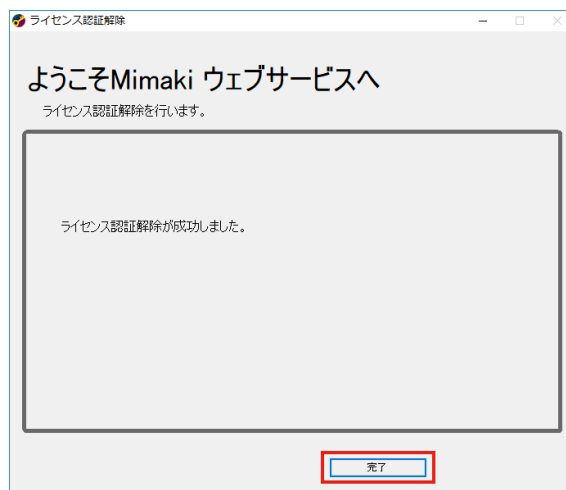 ライセンス認証解除
ようこそMimaki ウェブサービスへ
ライセンス認証解除を行います。
ライセンス認証解除が成功しました。
完了